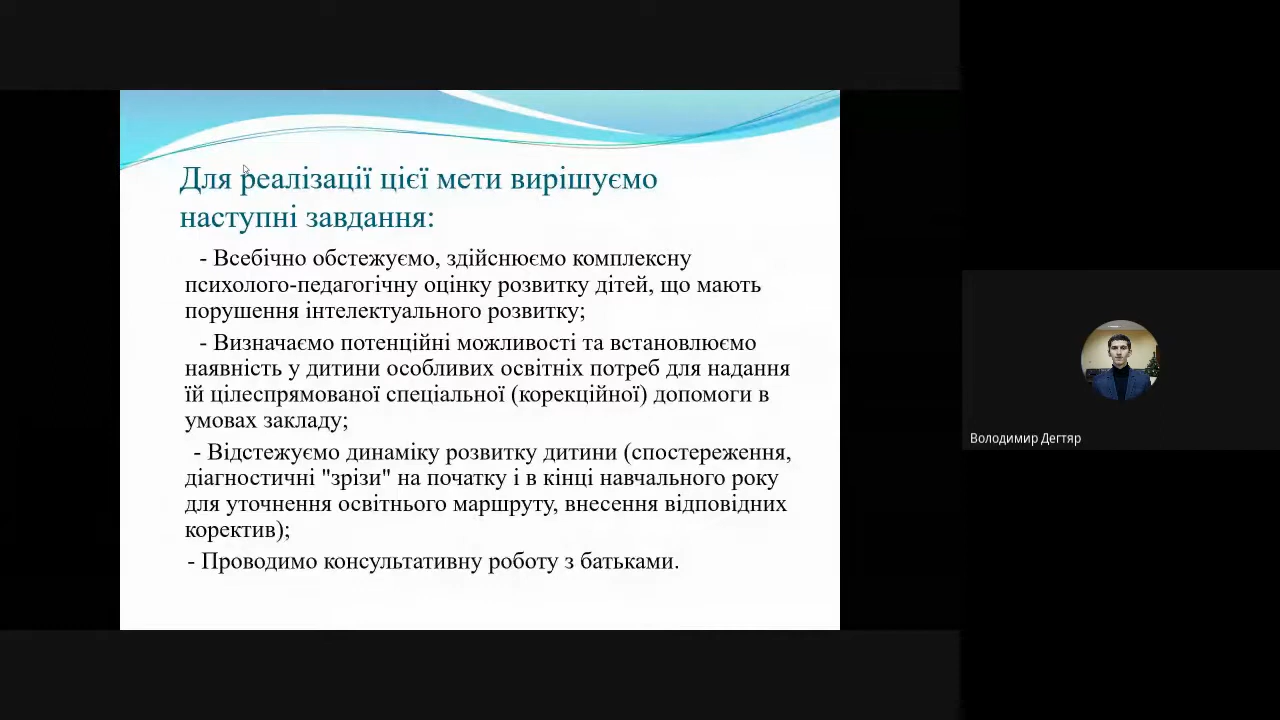 Для реалізації цієї мети вирішуємо
наступні завдання:
- Всебічно обстежуємо, здійснюємо комплексну
психолого-педагогічну оцінку розвитку дітей, що мають
порушення інтелектуального розвитку;
- Визначаємо потенційні можливості та встановлюємо
наявність у дитини особливих освітніх потреб для надання
їй цілеспрямованої спеціальної (корекційної) допомоги в
умовах закладу;
- Відстежуємо динаміку розвитку дитини (спостереження,
діагностичні "зрізи" на початку і в кінці навчального року
для уточнення освітнього маршруту, внесення відповідних
коректив);
- Проводимо консультативну роботу з батьками.
Володимир Дегтяр